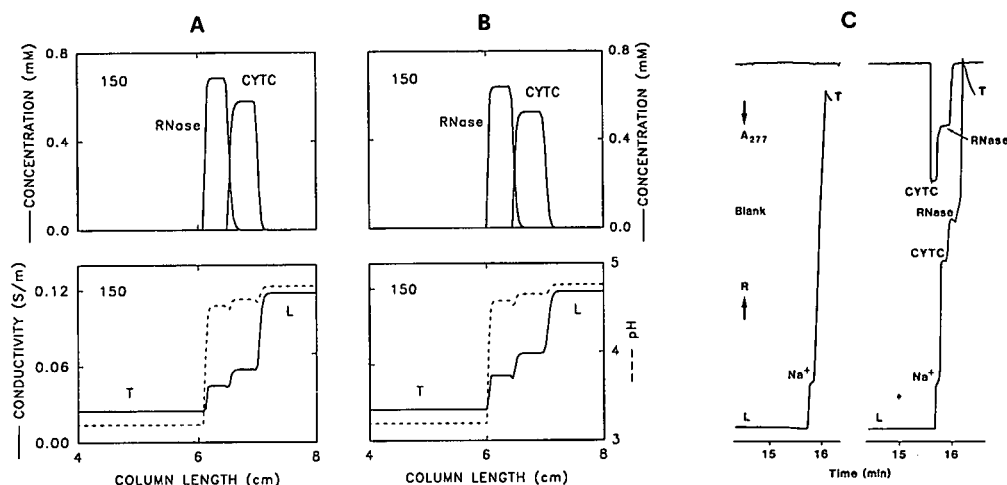 A
B
C
CONCENTRATION (mM)
0.8
0.4
0.0
150
RNase
CYTC
150
RNase
CYTC
0.8
0.4
0.0
CONCENTRATION (mM)
CONDUCTIVITY (S/m)
0.12
0.06
0.00
150
T
L
4
6
8
COLUMN LENGTH (cm)
150
T
L
5
4
3
pH
4
6
8
COLUMN LENGTH (cm)
A277
Blank
R
T
Na+
L
15
16
T
RNase
CYTC
RNase
CYTC
Na+
L
15
16
Time (min)